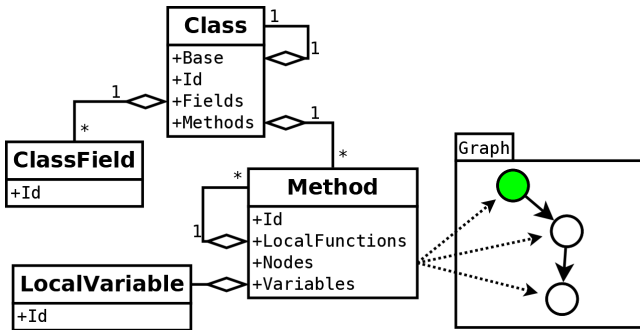 Class
1
+Base
1
+Id
+Fields
1
+Methods
1
*
*
ClassField
+Id
Graph
Method
*
+Id
1
+LocalFunctions
+Nodes
+Variables
LocalVariable
+Id